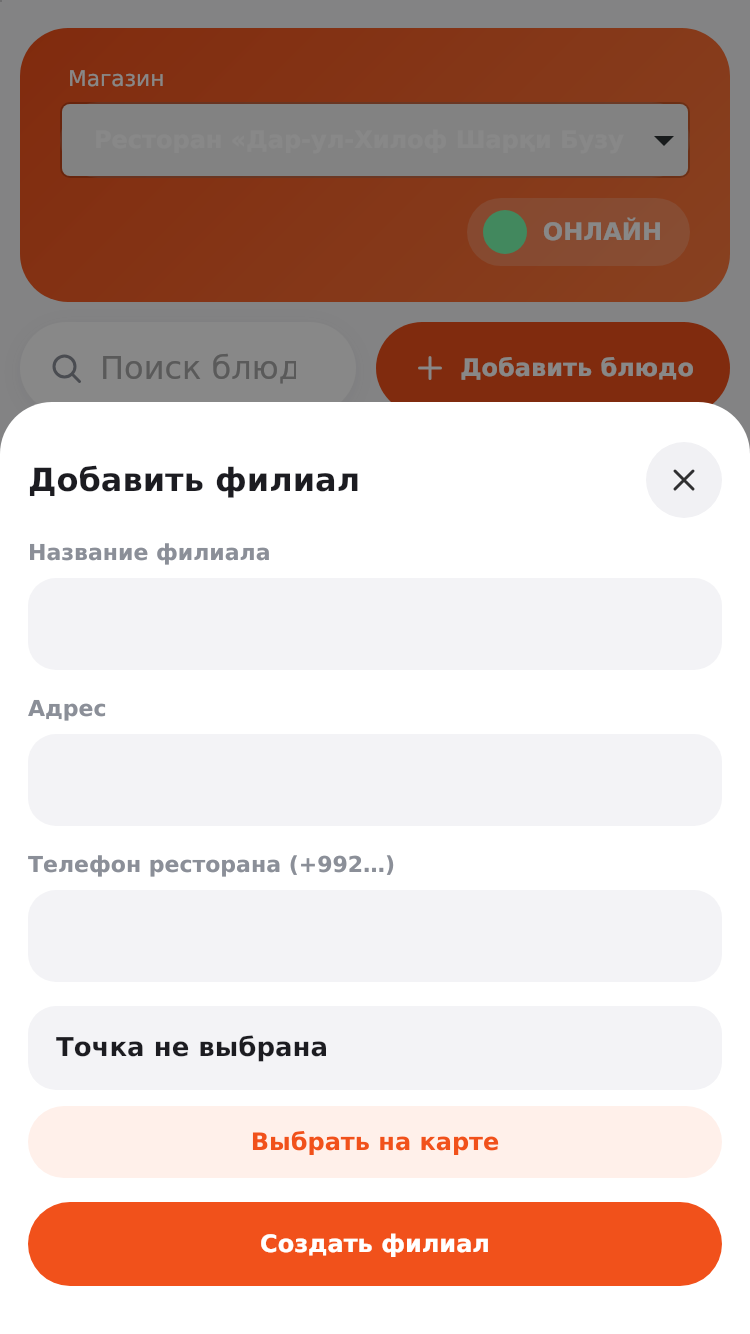 Магазин
Ресторан «Дар-ул-Хилоф Шарқи Бузу
ОНЛАЙН
Поиск блюд
Добавить блюдо
Добавить филиал
Название филиала
Адрес
Телефон ресторана (+992…)
Точка не выбрана
Выбрать на карте
Создать филиал